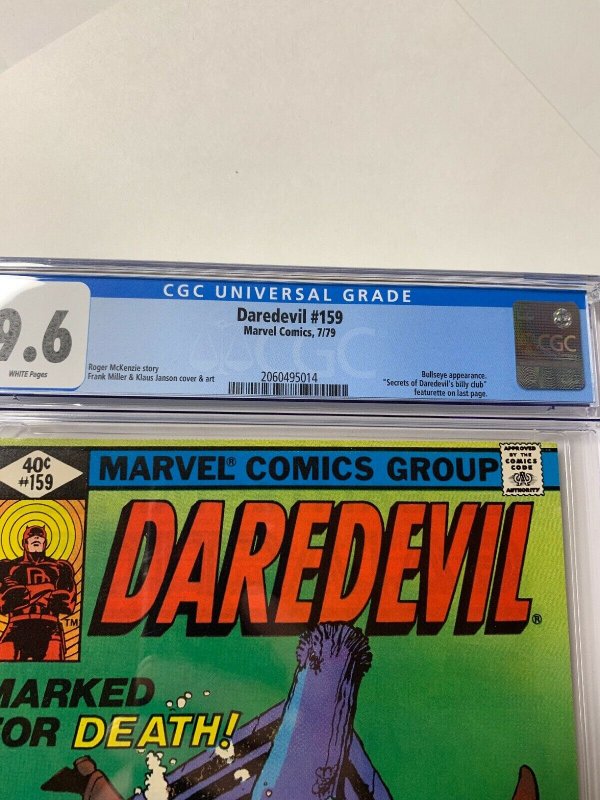 CGC UNIVERSAL GRADE
9.6
WHITE Pages
Daredevil #159
Marvel Comics, 7/79
Roger McKenzie story
Frank Miller & Klaus Janson cover & art
2060495014
Bullseye appearance.
"Secrets of Daredevil's billy club"
featurette on last page.
CGC
CGC
40¢
#159
MARVEL® COMICS GROUP
APPROVED
BY THE
COMICS
CODE
AUTHORITY
DAREDEVIL®
TM
MARKED
FOR DEATH!